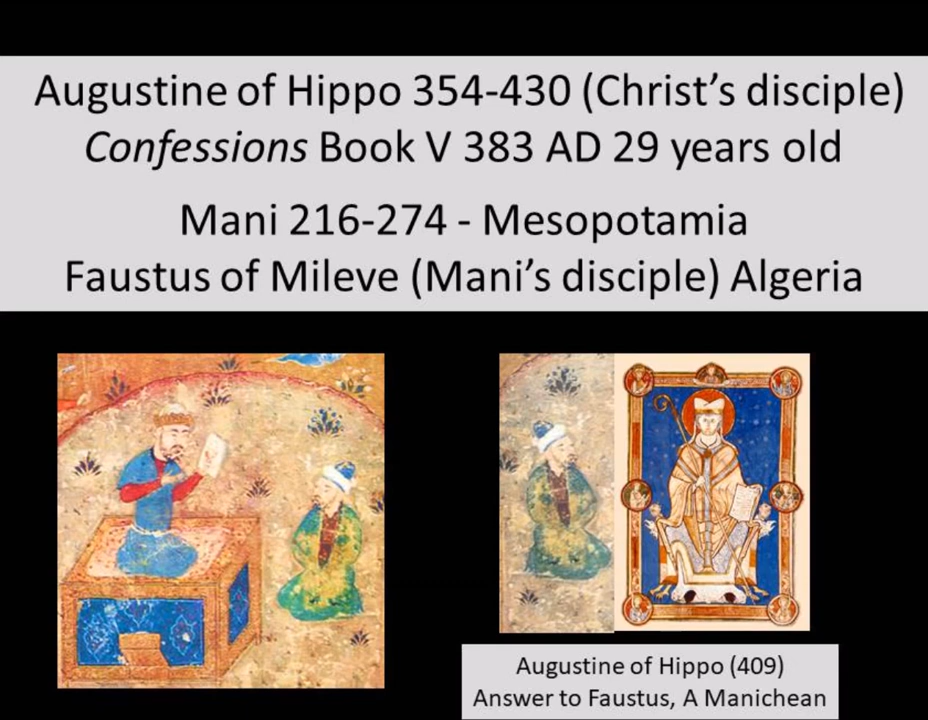 Augustine of Hippo 354-430 (Christ’s disciple)
Confessions Book V 383 AD 29 years old
Mani 216-274 - Mesopotamia
Faustus of Mileve (Mani’s disciple) Algeria
Augustine of Hippo (409)
Answer to Faustus, A Manichean